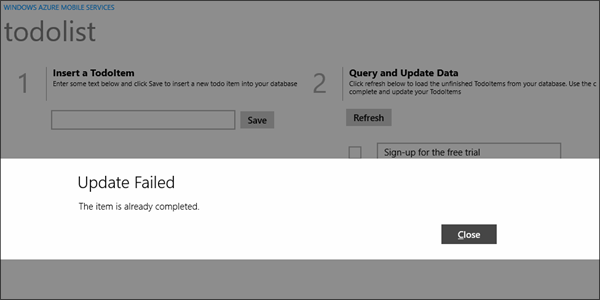 WINDOWS AZURE MOBILE SERVICES
todolist
1
Insert a TodoItem
Enter some text below and click Save to insert a new todo item into your database
Save
2
Query and Update Data
Click refresh below to load the unfinished TodoItems from your database. Use the c
complete and update your TodoItems
Refresh
Sign-up for the free trial
Update Failed
The item is already completed.
Close